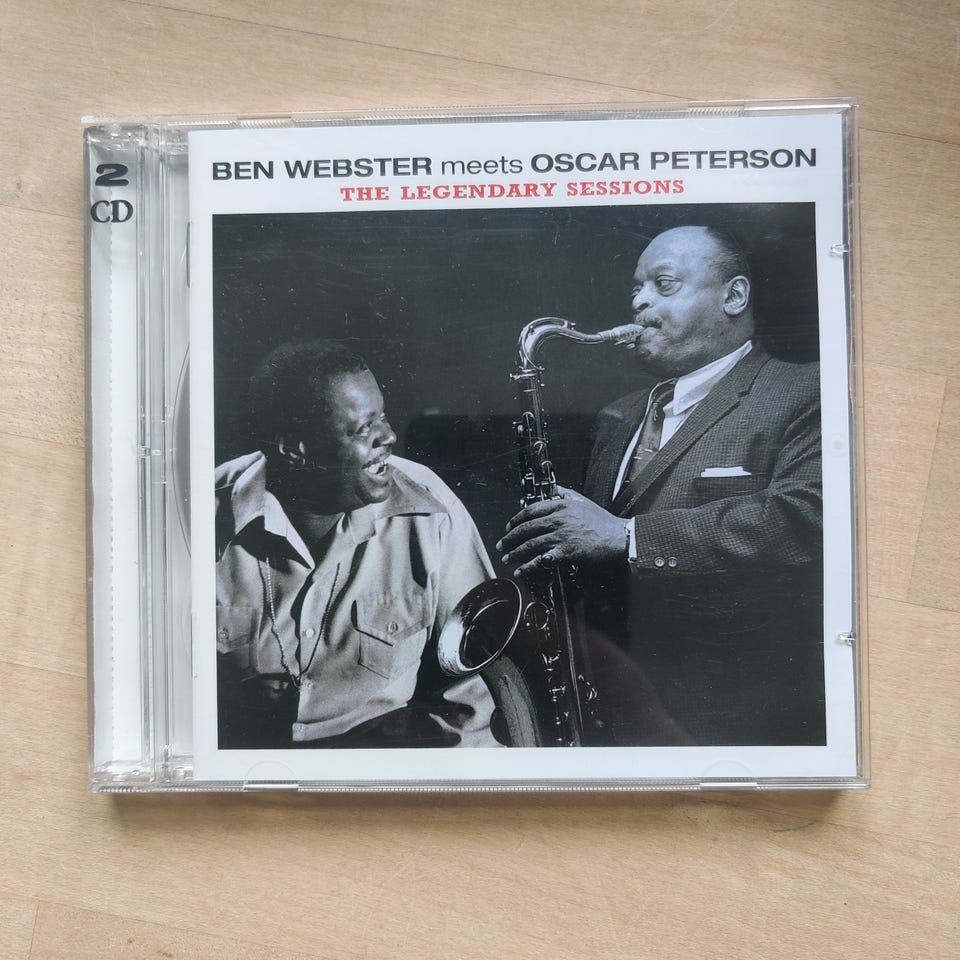 2
CD
BEN WEBSTER meets OSCAR PETERSON
THE LEGENDARY SESSIONS